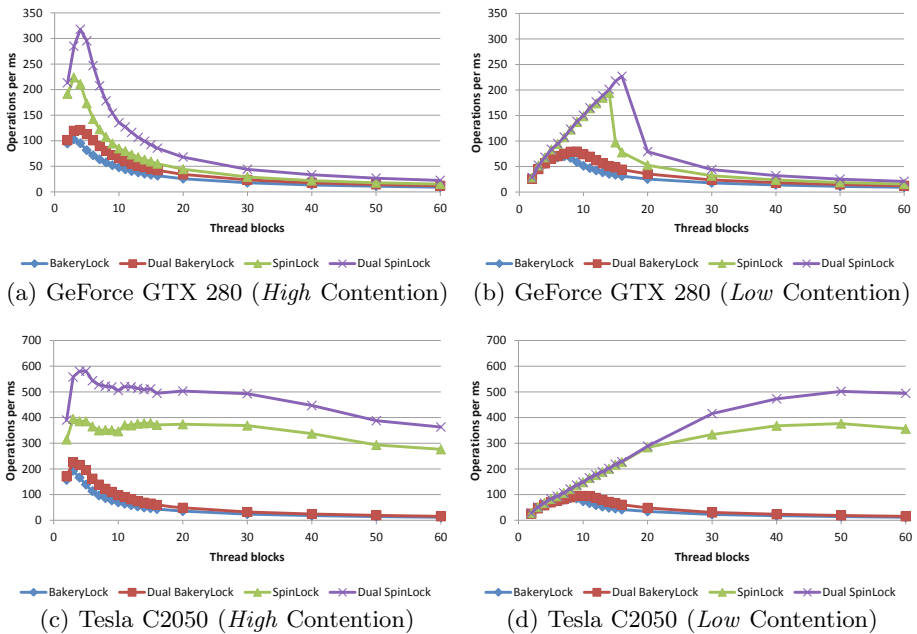 350
300
250
200
150
100
50
0
Operations per ms
0 10 20 30 40 50 60
Thread blocks
BakeryLock Dual BakeryLock SpinLock Dual SpinLock
(a) GeForce GTX 280 (High Contention)
350
300
250
200
150
100
50
0
Operations per ms
0 10 20 30 40 50 60
Thread blocks
BakeryLock Dual BakeryLock SpinLock Dual SpinLock
(b) GeForce GTX 280 (Low Contention)
700
600
500
400
300
200
100
0
Operations per ms
0 10 20 30 40 50 60
Thread blocks
BakeryLock Dual BakeryLock SpinLock Dual SpinLock
(c) Tesla C2050 (High Contention)
700
600
500
400
300
200
100
0
Operations per ms
0 10 20 30 40 50 60
Thread blocks
BakeryLock Dual BakeryLock SpinLock Dual SpinLock
(d) Tesla C2050 (Low Contention)